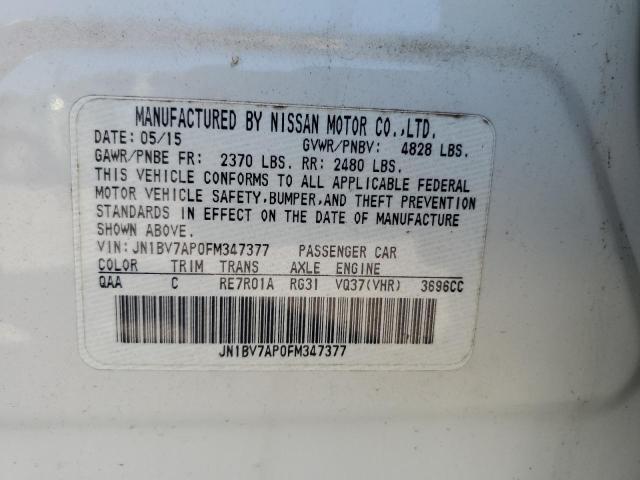 MANUFACTURED BY NISSAN MOTOR CO.,LTD.
DATE: 05/15 GVWR/PNBV: 4828 LBS.
GAWR/PNBE FR: 2370 LBS. RR: 2480 LBS.
THIS VEHICLE CONFORMS TO ALL APPLICABLE FEDERAL
MOTOR VEHICLE SAFETY,BUMPER,AND THEFT PREVENTION
STANDARDS IN EFFECT ON THE DATE OF MANUFACTURE
SHOWN ABOVE.
VIN: JN1BV7AP0FM347377 PASSENGER CAR
COLOR TRIM TRANS AXLE ENGINE
QAA C RE7R01A RG31 VQ37(VHR) 3696CC
JN1BV7AP0FM347377